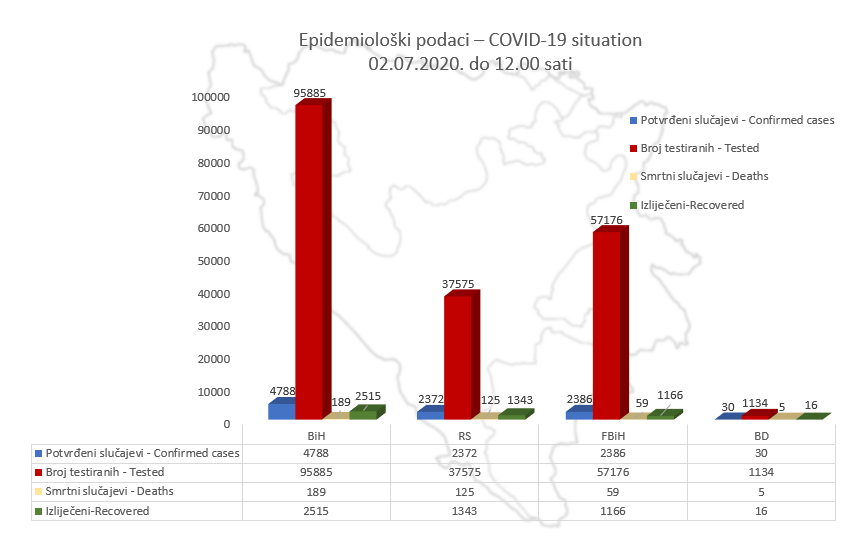 Epidemiološki podaci – COVID-19 situation
02.07.2020. do 12.00 sati
100000
90000
80000
70000
60000
50000
40000
30000
20000
10000
0
4788
95885
189
2515
2372
37575
125
1343
2386
57176
59
1166
30
1134
5
16
Potvrđeni slučajevi - Confirmed cases
Broj testiranih - Tested
Smrtni slučajevi - Deaths
Izliječeni-Recovered
BiH RS FBiH BD
Potvrđeni slučajevi - Confirmed cases 4788 2372 2386 30
Broj testiranih - Tested 95885 37575 57176 1134
Smrtni slučajevi - Deaths 189 125 59 5
Izliječeni-Recovered 2515 1343 1166 16